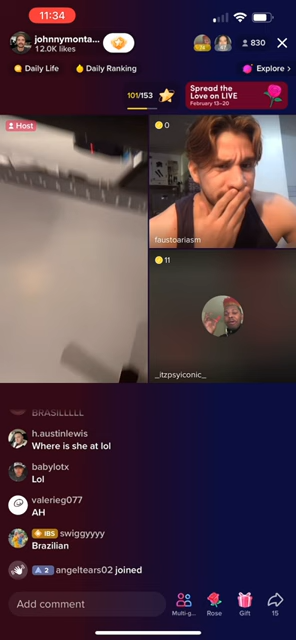 11:34
johnnymonta...
12.0K likes
830
Daily Life
Daily Ranking
Explore >
101/153
Spread the
Love on LIVE
February 13–20
Host
0
faustoariasm
11
_itzpsyiconic_
BRASILLLLL
h.austinlewis
Where is she at lol
babylotx
Lol
valerieg077
AH
swiggyyyy
Brazilian
2 angeltears02 joined
Add comment
Multi-g...
Rose
Gift
15